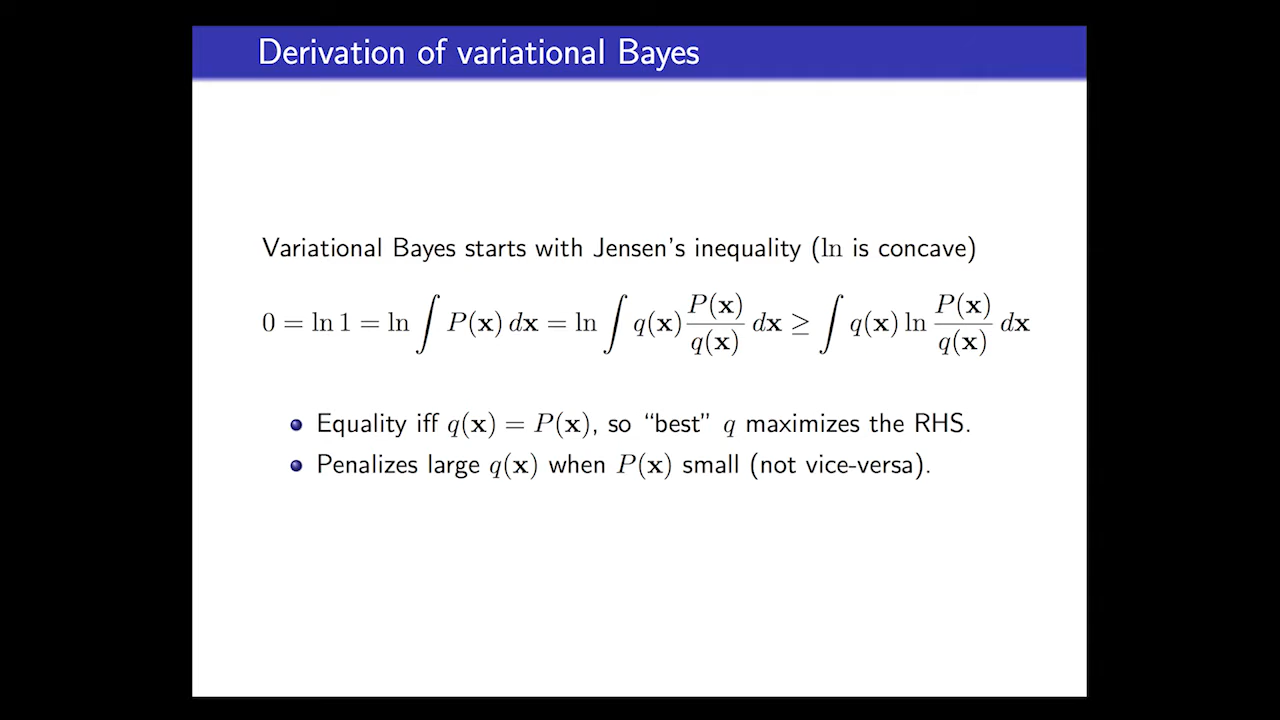 Derivation of variational Bayes
Variational Bayes starts with Jensen's inequality (ln is concave)
0 = ln 1 = ln ∫ P(x) dx = ln ∫ q(x) P(x)/q(x) dx ≥ ∫ q(x) ln P(x)/q(x) dx
Equality iff q(x) = P(x), so “best” q maximizes the RHS.
Penalizes large q(x) when P(x) small (not vice-versa).